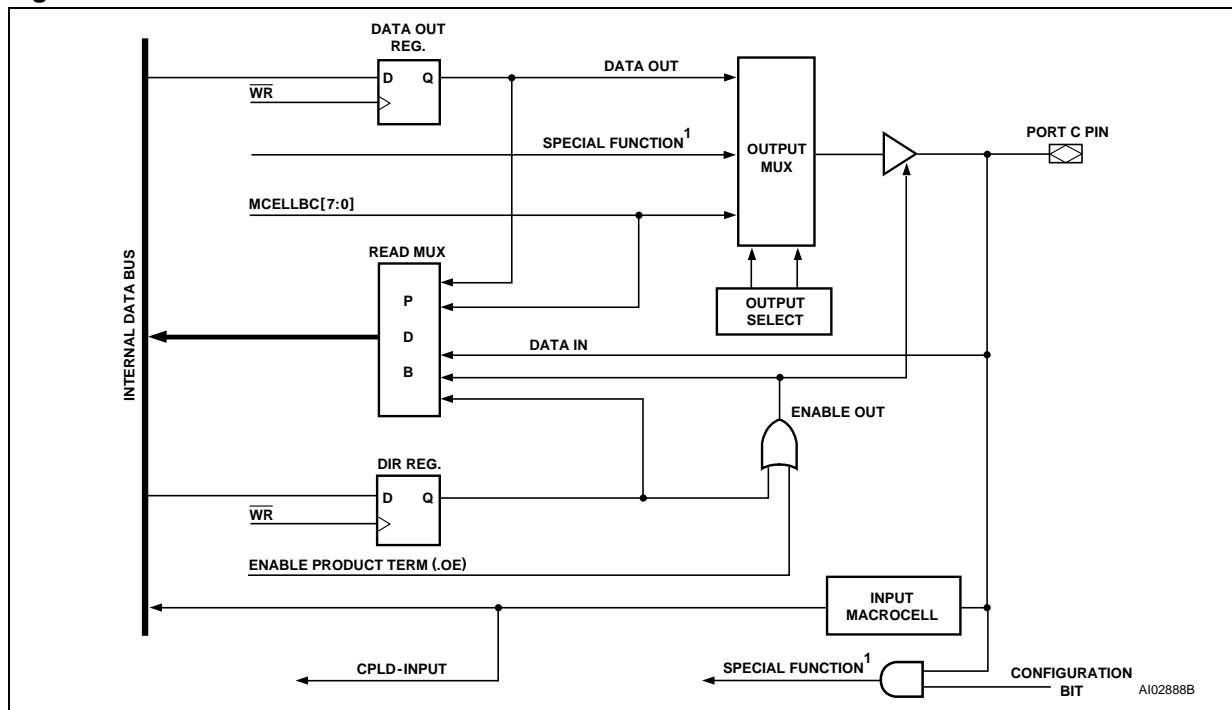 DATA OUT
REG.
D Q
WR
DATA OUT
SPECIAL FUNCTION1
OUTPUT
MUX
PORT C PIN
MCELLBC[7:0]
READ MUX
P
D
B
OUTPUT
SELECT
INTERNAL DATA BUS
DATA IN
ENABLE OUT
DIR REG.
D Q
WR
ENABLE PRODUCT TERM (.OE)
INPUT
MACROCELL
CPLD-INPUT
SPECIAL FUNCTION1
CONFIGURATION
BIT
AI02888B